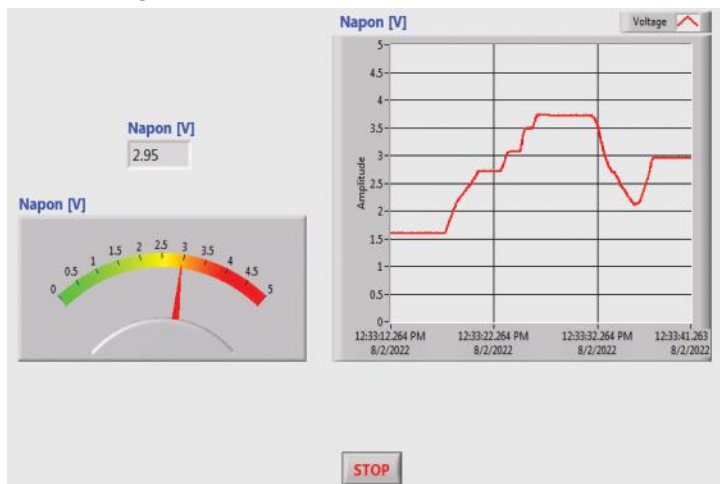 Napon [V]
2.95
Napon [V]
0 0.5 1 1.5 2 2.5 3 3.5 4 4.5 5
Napon [V]
Voltage
Amplitude
5
4.5
4
3.5
3
2.5
2
1.5
1
0.5
0
12:33:12.264 PM
8/2/2022
12:33:22.264 PM
8/2/2022
12:33:32.264 PM
8/2/2022
12:33:41.263
8/2/2022
STOP